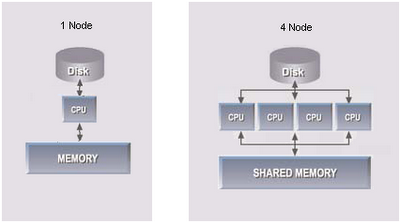 1 Node
Disk
CPU
MEMORY
4 Node
Disk
CPU CPU CPU CPU
SHARED MEMORY